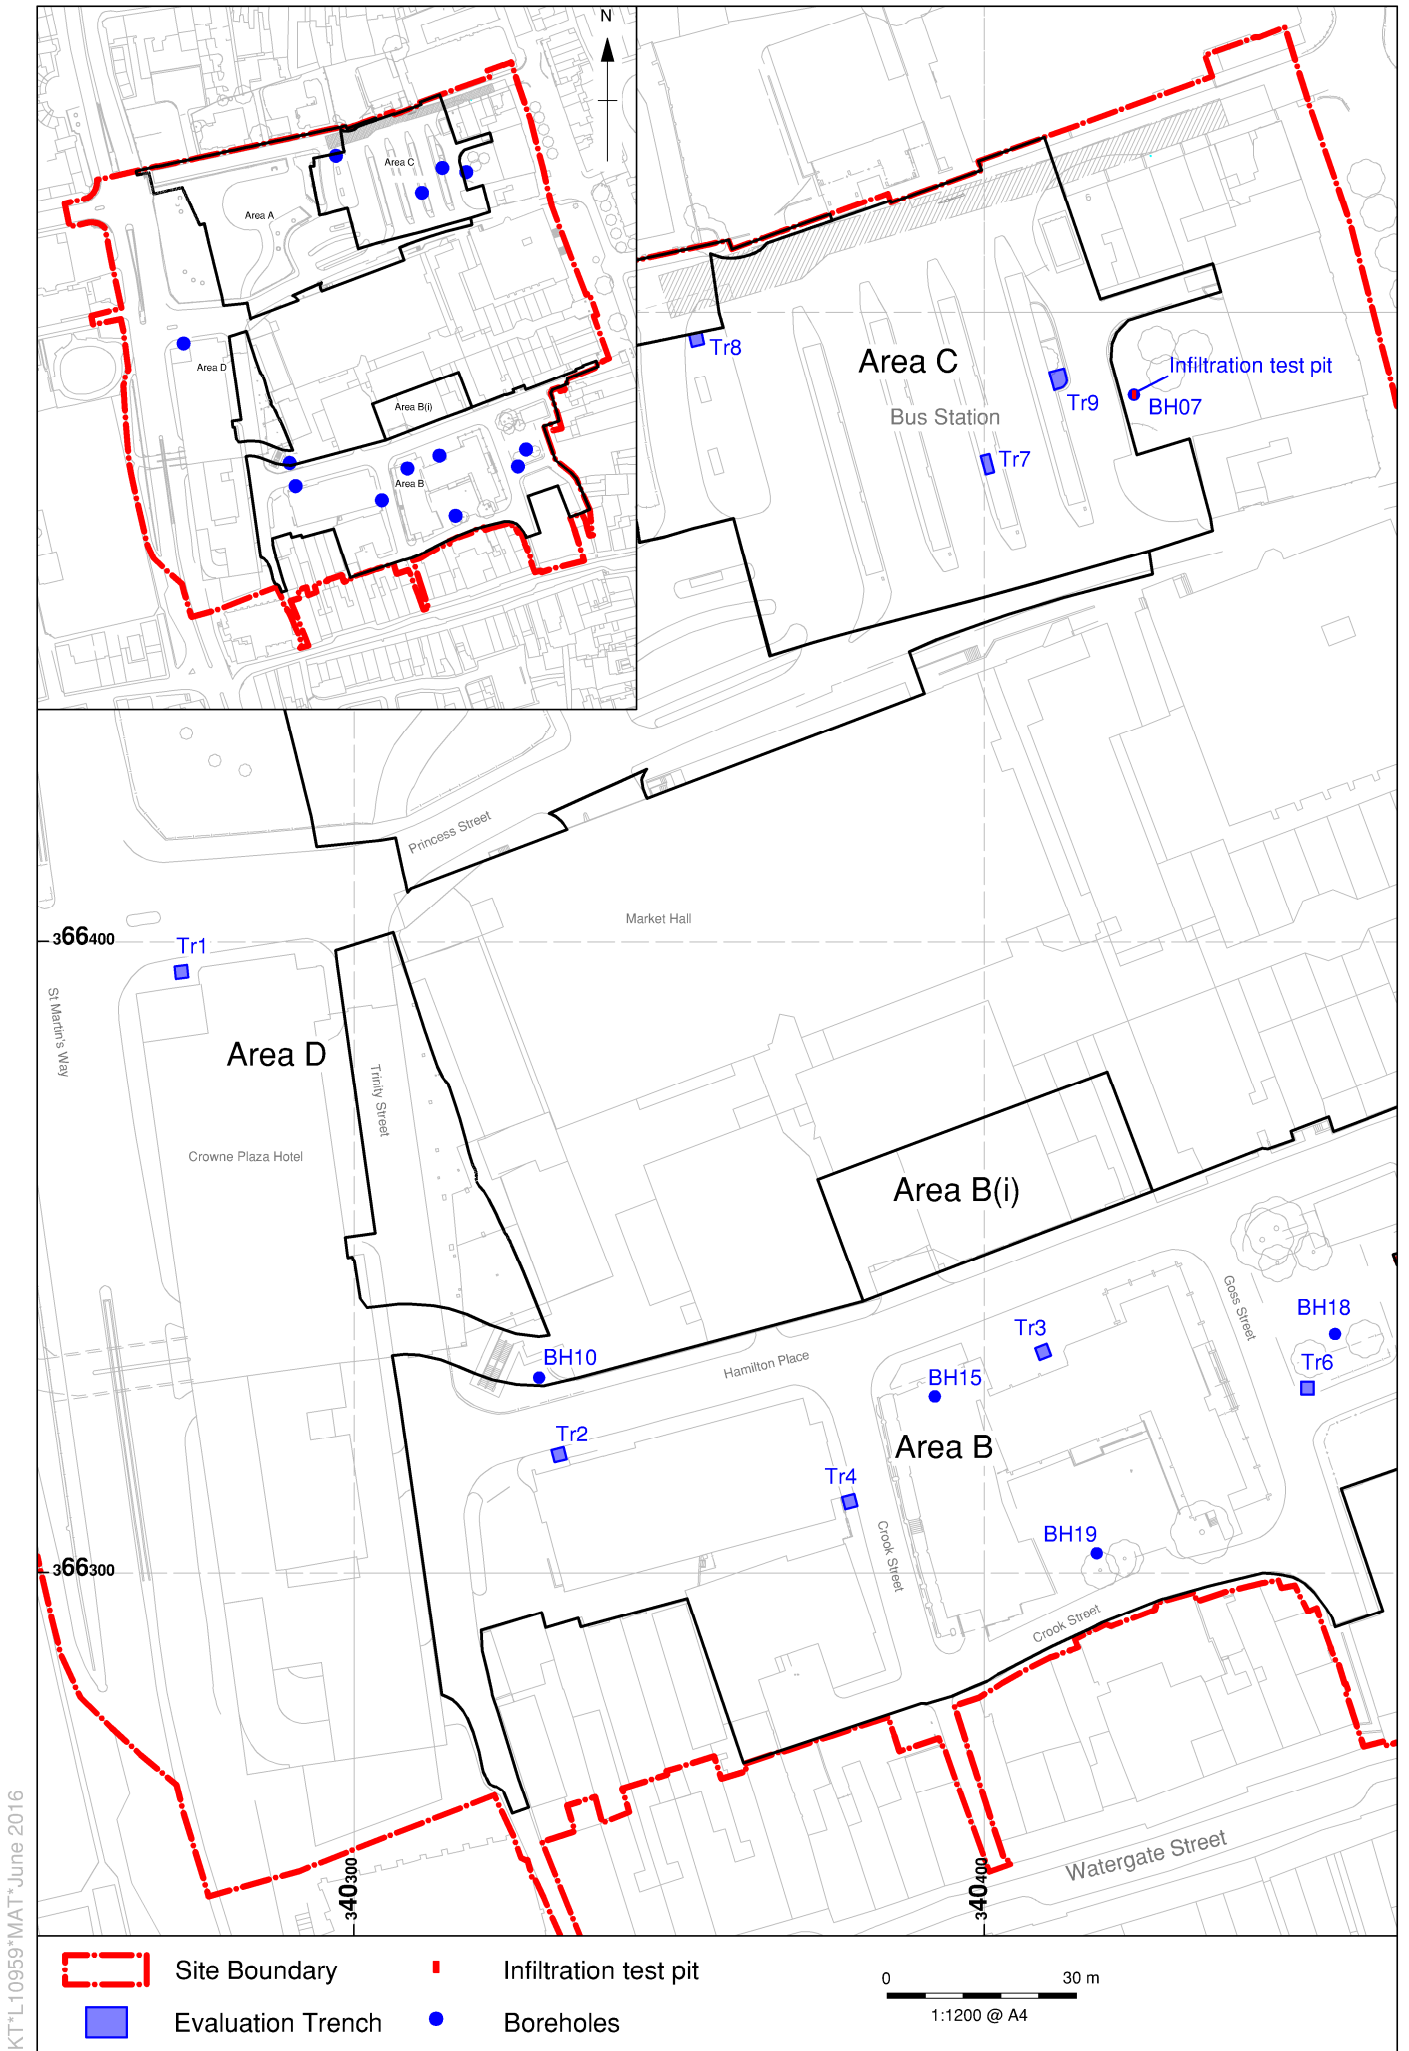 N
Area C
Area A
Area D
Area B(i)
Area B
Tr8
Area C
Infiltration test pit
Tr9
BH07
Bus Station
Tr7
Princess Street
Market Hall
366400
Tr1
St Martin's Way
Area D
Trinity Street
Crowne Plaza Hotel
Area B(i)
Goss Street
BH18
Tr3
BH10
Hamilton Place
Tr6
BH15
Tr2
Area B
Tr4
Crook Street
BH19
366300
Crook Street
Watergate Street
340300
340400
KT*L10959*MAT*June 2016
Site Boundary
Infiltration test pit
0 30 m
Evaluation Trench
Boreholes
1:1200 @ A4